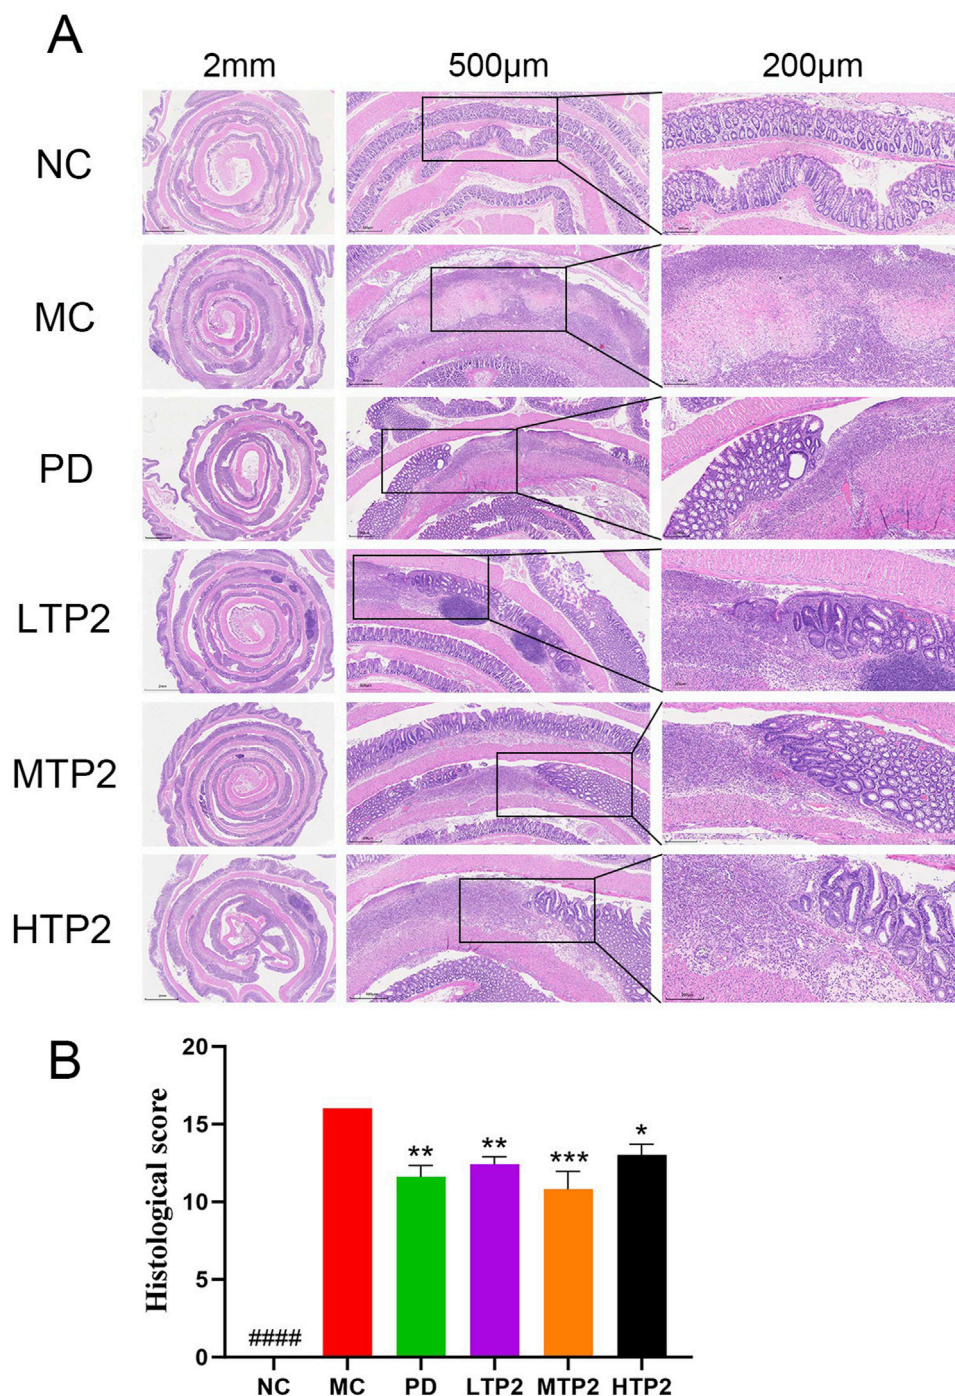 A
2mm 500µm 200µm
NC
MC
PD
LTP2
MTP2
HTP2
B
Histological score
20
15
10
5
0
####
**
**
***
*
NC MC PD LTP2 MTP2 HTP2